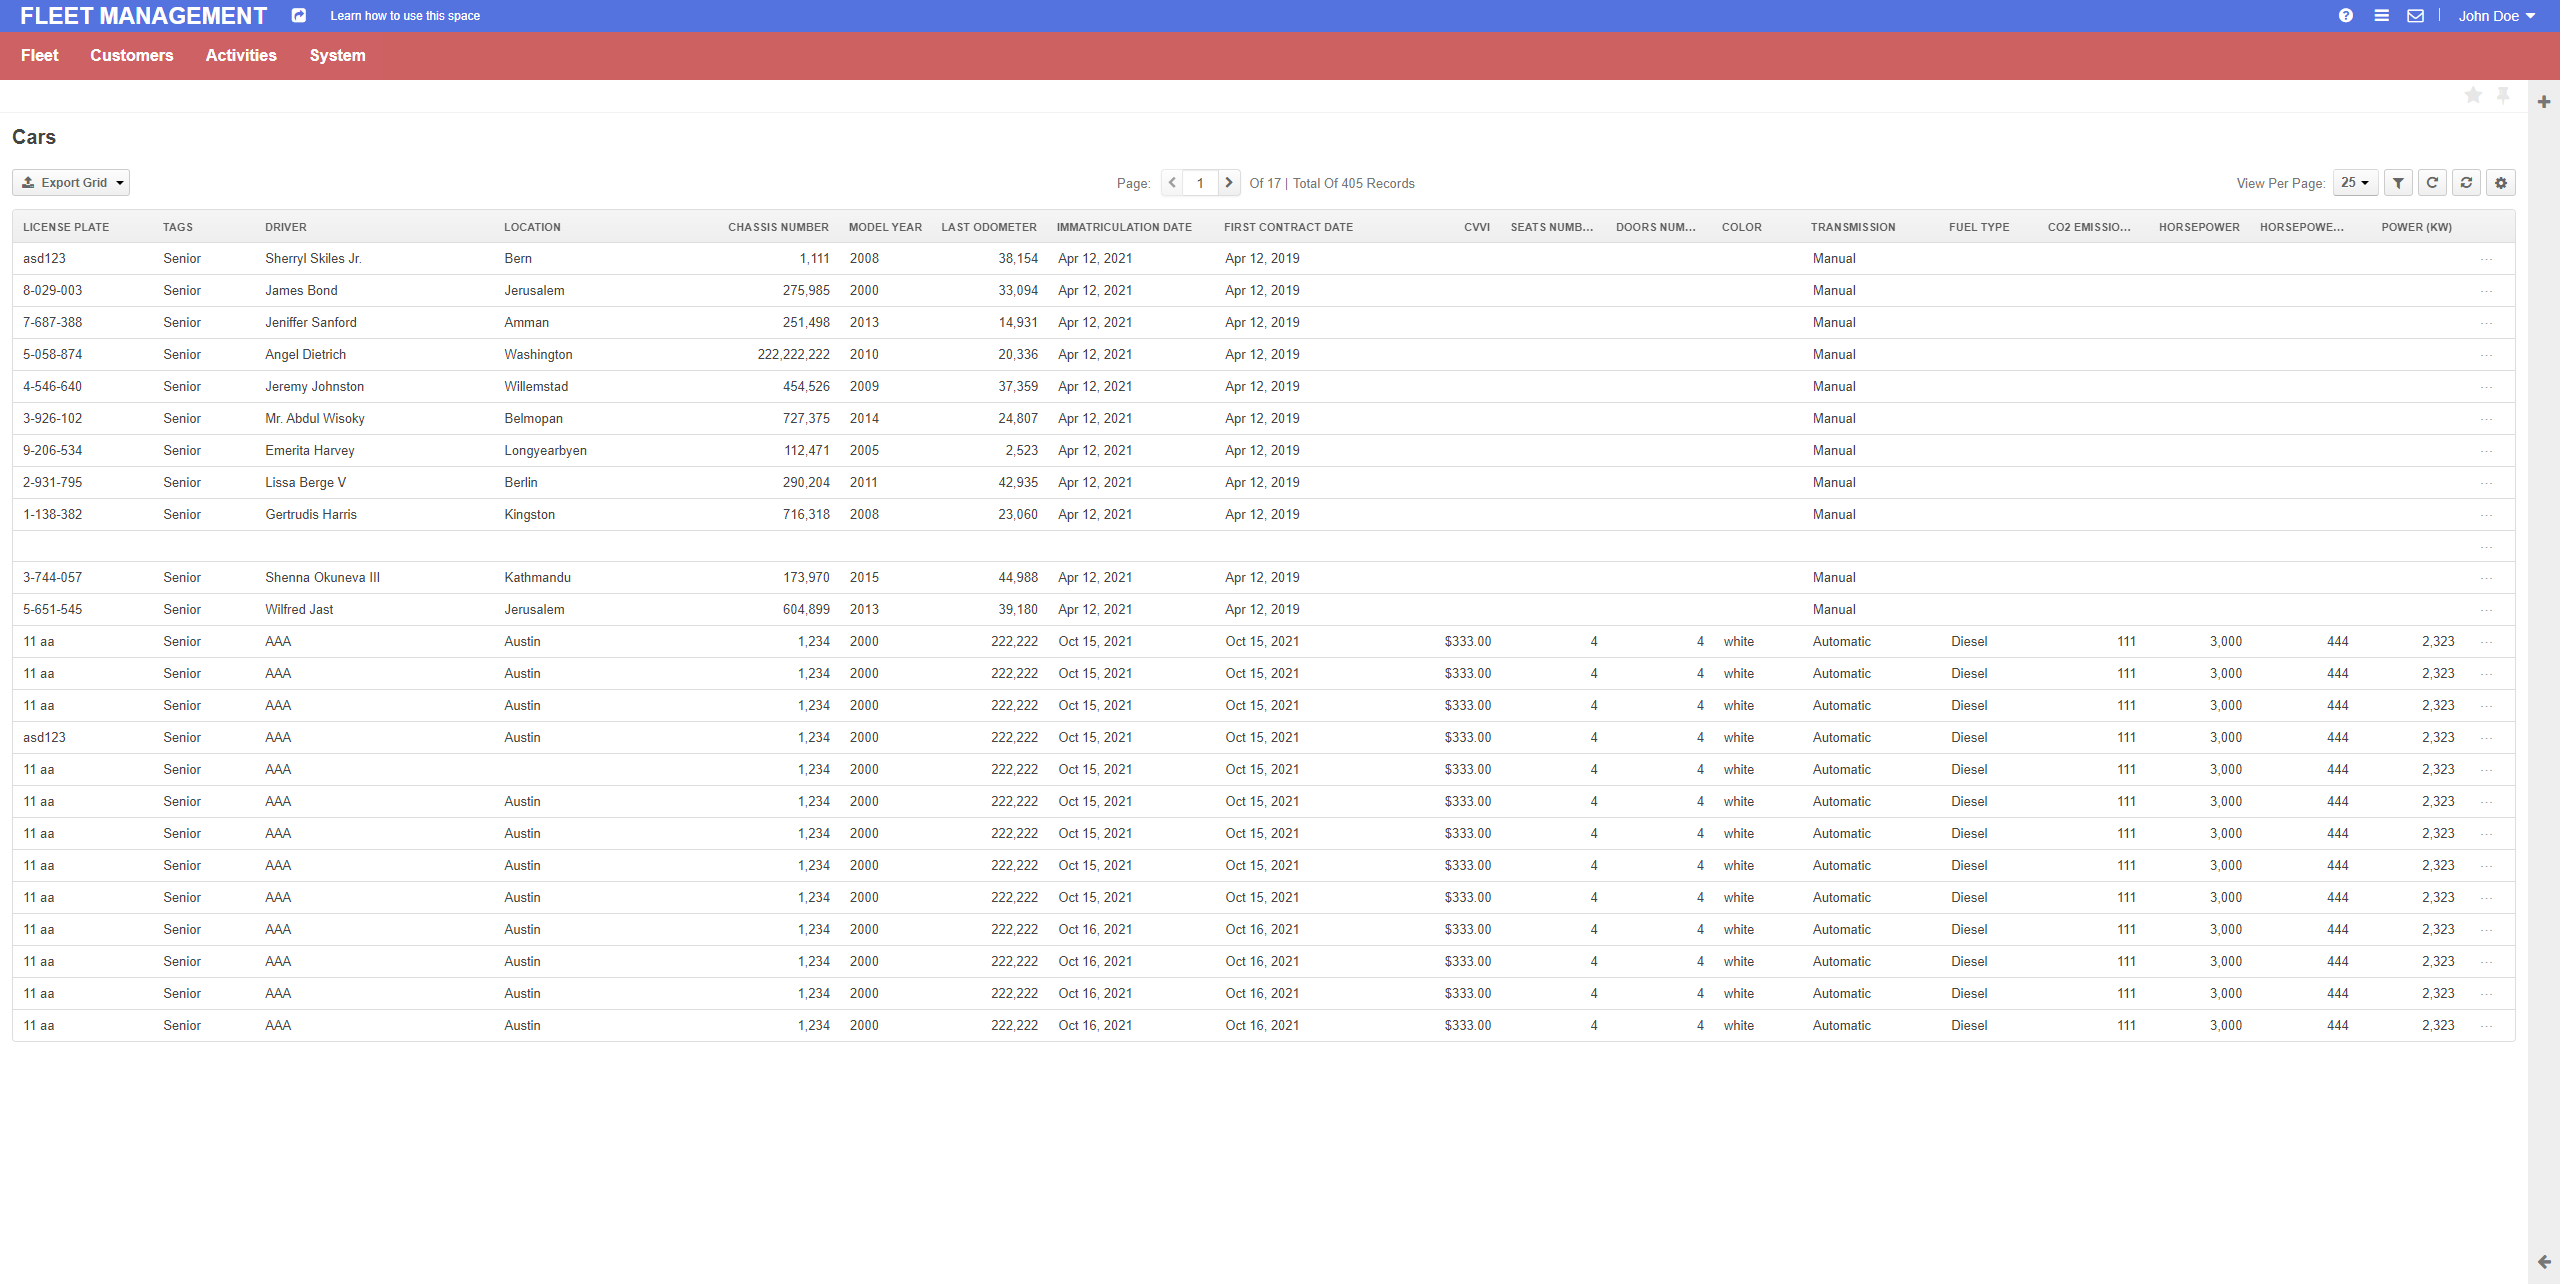 FLEET MANAGEMENT Learn how to use this space John Doe
Fleet Customers Activities System
Cars
Export Grid Page: 1 Of 17 | Total Of 405 Records View Per Page: 25
LICENSE PLATE TAGS DRIVER LOCATION CHASSIS NUMBER MODEL YEAR LAST ODOMETER IMMATRICULATION DATE FIRST CONTRACT DATE CVVI SEATS NUMB... DOORS NUM... COLOR TRANSMISSION FUEL TYPE CO2 EMISSIO... HORSEPOWER HORSEPOWE... POWER (KW)
asd123 Senior Sherryl Skiles Jr. Bern 1,111 2008 38,154 Apr 12, 2021 Apr 12, 2019 Manual ...
8-029-003 Senior James Bond Jerusalem 275,985 2000 33,094 Apr 12, 2021 Apr 12, 2019 Manual ...
7-687-388 Senior Jeniffer Sanford Amman 251,498 2013 14,931 Apr 12, 2021 Apr 12, 2019 Manual ...
5-058-874 Senior Angel Dietrich Washington 222,222,222 2010 20,336 Apr 12, 2021 Apr 12, 2019 Manual ...
4-546-640 Senior Jeremy Johnston Willemstad 454,526 2009 37,359 Apr 12, 2021 Apr 12, 2019 Manual ...
3-926-102 Senior Mr. Abdul Wisoky Belmopan 727,375 2014 24,807 Apr 12, 2021 Apr 12, 2019 Manual ...
9-206-534 Senior Emerita Harvey Longyearbyen 112,471 2005 2,523 Apr 12, 2021 Apr 12, 2019 Manual ...
2-931-795 Senior Lissa Berge V Berlin 290,204 2011 42,935 Apr 12, 2021 Apr 12, 2019 Manual ...
1-138-382 Senior Gertrudis Harris Kingston 716,318 2008 23,060 Apr 12, 2021 Apr 12, 2019 Manual ...
...
3-744-057 Senior Shenna Okuneva III Kathmandu 173,970 2015 44,988 Apr 12, 2021 Apr 12, 2019 Manual ...
5-651-545 Senior Wilfred Jast Jerusalem 604,899 2013 39,180 Apr 12, 2021 Apr 12, 2019 Manual ...
11 aa Senior AAA Austin 1,234 2000 222,222 Oct 15, 2021 Oct 15, 2021 $333.00 4 4 white Automatic Diesel 111 3,000 444 2,323 ...
11 aa Senior AAA Austin 1,234 2000 222,222 Oct 15, 2021 Oct 15, 2021 $333.00 4 4 white Automatic Diesel 111 3,000 444 2,323 ...
11 aa Senior AAA Austin 1,234 2000 222,222 Oct 15, 2021 Oct 15, 2021 $333.00 4 4 white Automatic Diesel 111 3,000 444 2,323 ...
asd123 Senior AAA Austin 1,234 2000 222,222 Oct 15, 2021 Oct 15, 2021 $333.00 4 4 white Automatic Diesel 111 3,000 444 2,323 ...
11 aa Senior AAA 1,234 2000 222,222 Oct 15, 2021 Oct 15, 2021 $333.00 4 4 white Automatic Diesel 111 3,000 444 2,323 ...
11 aa Senior AAA Austin 1,234 2000 222,222 Oct 15, 2021 Oct 15, 2021 $333.00 4 4 white Automatic Diesel 111 3,000 444 2,323 ...
11 aa Senior AAA Austin 1,234 2000 222,222 Oct 15, 2021 Oct 15, 2021 $333.00 4 4 white Automatic Diesel 111 3,000 444 2,323 ...
11 aa Senior AAA Austin 1,234 2000 222,222 Oct 15, 2021 Oct 15, 2021 $333.00 4 4 white Automatic Diesel 111 3,000 444 2,323 ...
11 aa Senior AAA Austin 1,234 2000 222,222 Oct 15, 2021 Oct 15, 2021 $333.00 4 4 white Automatic Diesel 111 3,000 444 2,323 ...
11 aa Senior AAA Austin 1,234 2000 222,222 Oct 16, 2021 Oct 16, 2021 $333.00 4 4 white Automatic Diesel 111 3,000 444 2,323 ...
11 aa Senior AAA Austin 1,234 2000 222,222 Oct 16, 2021 Oct 16, 2021 $333.00 4 4 white Automatic Diesel 111 3,000 444 2,323 ...
11 aa Senior AAA Austin 1,234 2000 222,222 Oct 16, 2021 Oct 16, 2021 $333.00 4 4 white Automatic Diesel 111 3,000 444 2,323 ...
11 aa Senior AAA Austin 1,234 2000 222,222 Oct 16, 2021 Oct 16, 2021 $333.00 4 4 white Automatic Diesel 111 3,000 444 2,323 ...